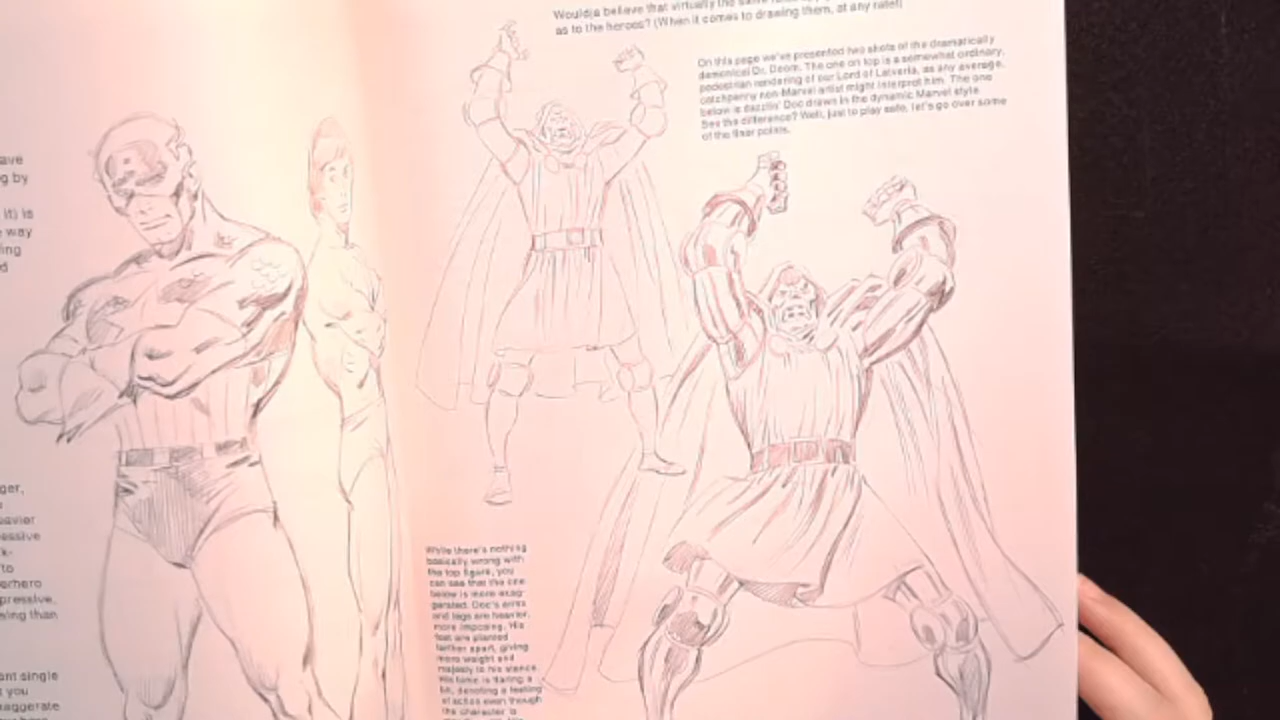 ave
g by
it) is
way
ing
d
ger,
avier
essive
k-
to
erhero
pressive.
ning than
ant single
t you
aggerate
Wouldja believe that virtually the same
as to the heroes? (When it comes to drawing them, at any rate!)
On this page we've presented two shots of the dramatically
demonical Dr. Doom. The one on top is a somewhat ordinary,
pedestrian rendering of our Lord of Latveria, as any average,
catchpenny non-Marvel artist might interpret him. The one
below is dazzlin' Doc drawn in the dynamic Marvel style.
See the difference? Well, just to play safe, let's go over some
of the finer points.
While there's nothing
basically wrong with
the top figure, you
can see that the one
below is more exag-
gerated. Doc's arms
and legs are heavier,
more imposing. His
feet are planted
farther apart, giving
more weight and
majesty to his stance.
His tunic is flaring a
bit, denoting a feeling
of action even though
the character is